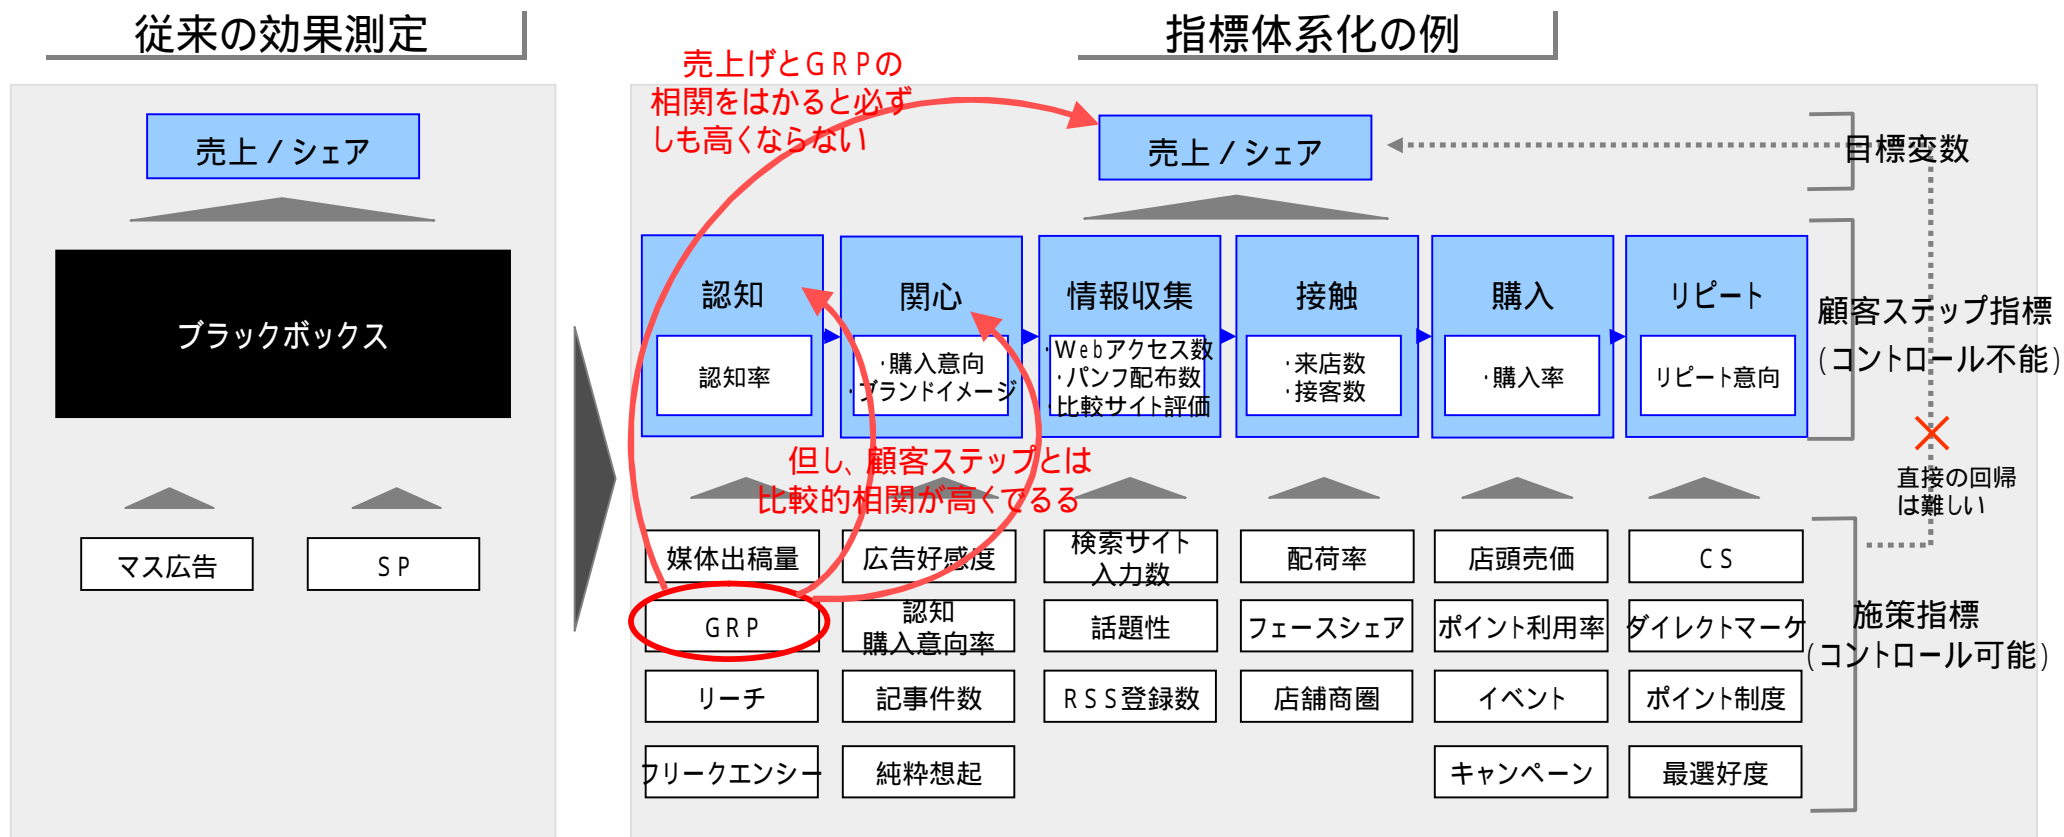 従来の効果測定
売上/シェア
ブラックボックス
マス広告
SP
指標体系化の例
売上げとGRPの
相関をはかると必ず
しも高くならない
売上/シェア
目標変数
認知
認知率
関心
・購入意向
・ブランドイメージ
情報収集
・Webアクセス数
・パンフ配布数
・比較サイト評価
接触
・来店数
・接客数
購入
・購入率
リピート
リピート意向
顧客ステップ指標
(コントロール不能)
但し、顧客ステップとは
比較的相関が高くでるる
直接の回帰
は難しい
媒体出稿量
広告好感度
検索サイト
入力数
配荷率
店頭売価
CS
GRP
認知
購入意向率
話題性
フェースシェア
ポイント利用率
ダイレクトマーケ
施策指標
(コントロール可能)
リーチ
記事件数
RSS登録数
店舗商圏
イベント
ポイント制度
フリークエンシー
純粋想起
キャンペーン
最選好度